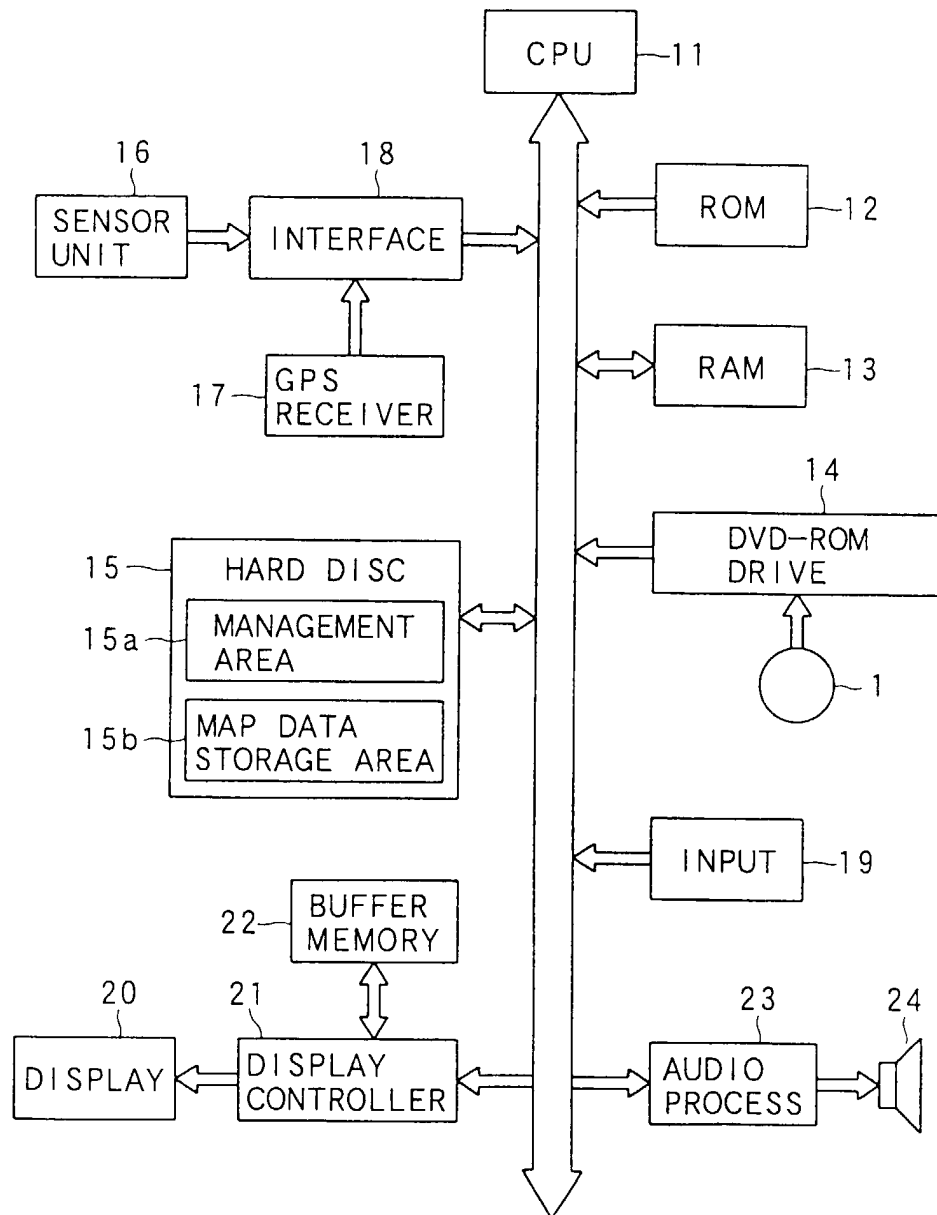 CPU
11
16
18
SENSOR
UNIT
INTERFACE
ROM
12
17
GPS
RECEIVER
RAM
13
14
DVD-ROM
DRIVE
15
HARD DISC
15a
MANAGEMENT
AREA
1
15b
MAP DATA
STORAGE AREA
INPUT
19
22
BUFFER
MEMORY
20
21
23
24
DISPLAY
DISPLAY
CONTROLLER
AUDIO
PROCESS